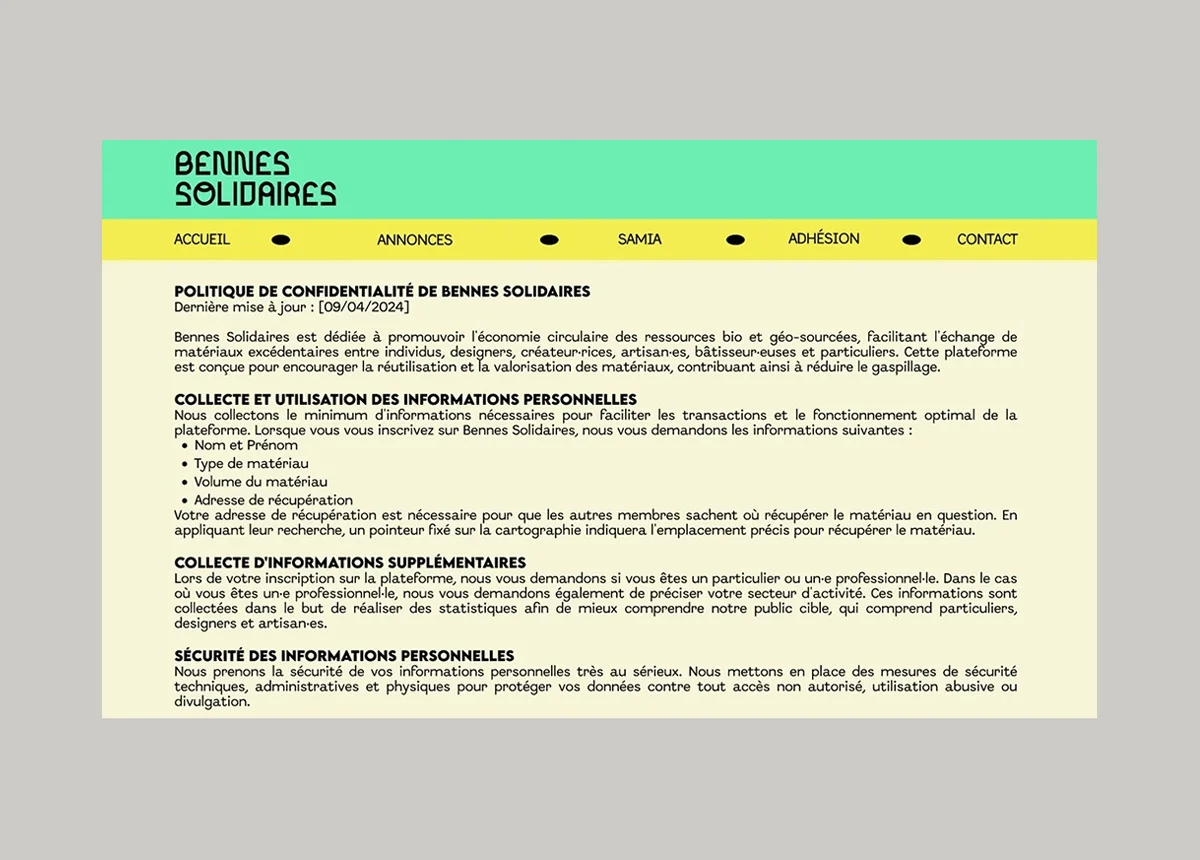 BENNES
SOLIDAIRES
ACCUEIL
ANNONCES
SAMIA
ADHÉSION
CONTACT
POLITIQUE DE CONFIDENTIALITÉ DE BENNES SOLIDAIRES
Dernière mise à jour : [09/04/2024]
Bennes Solidaires est dédiée à promouvoir l'économie circulaire des ressources bio et géo-sourcées, facilitant l'échange de
matériaux excédentaires entre individus, designers, créateur·rices, artisan·es, bâtisseur·euses et particuliers. Cette plateforme
est conçue pour encourager la réutilisation et la valorisation des matériaux, contribuant ainsi à réduire le gaspillage.
COLLECTE ET UTILISATION DES INFORMATIONS PERSONNELLES
Nous collectons le minimum d'informations nécessaires pour faciliter les transactions et le fonctionnement optimal de la
plateforme. Lorsque vous vous inscrivez sur Bennes Solidaires, nous vous demandons les informations suivantes :
• Nom et Prénom
• Type de matériau
• Volume du matériau
• Adresse de récupération
Votre adresse de récupération est nécessaire pour que les autres membres sachent où récupérer le matériau en question. En
appliquant leur recherche, un pointeur fixé sur la cartographie indiquera l'emplacement précis pour récupérer le matériau.
COLLECTE D'INFORMATIONS SUPPLÉMENTAIRES
Lors de votre inscription sur la plateforme, nous vous demandons si vous êtes un particulier ou un·e professionnel·le. Dans le cas
où vous êtes un·e professionnel·le, nous vous demandons également de préciser votre secteur d'activité. Ces informations sont
collectées dans le but de réaliser des statistiques afin de mieux comprendre notre public cible, qui comprend particuliers,
designers et artisan·es.
SÉCURITÉ DES INFORMATIONS PERSONNELLES
Nous prenons la sécurité de vos informations personnelles très au sérieux. Nous mettons en place des mesures de sécurité
techniques, administratives et physiques pour protéger vos données contre tout accès non autorisé, utilisation abusive ou
divulgation.